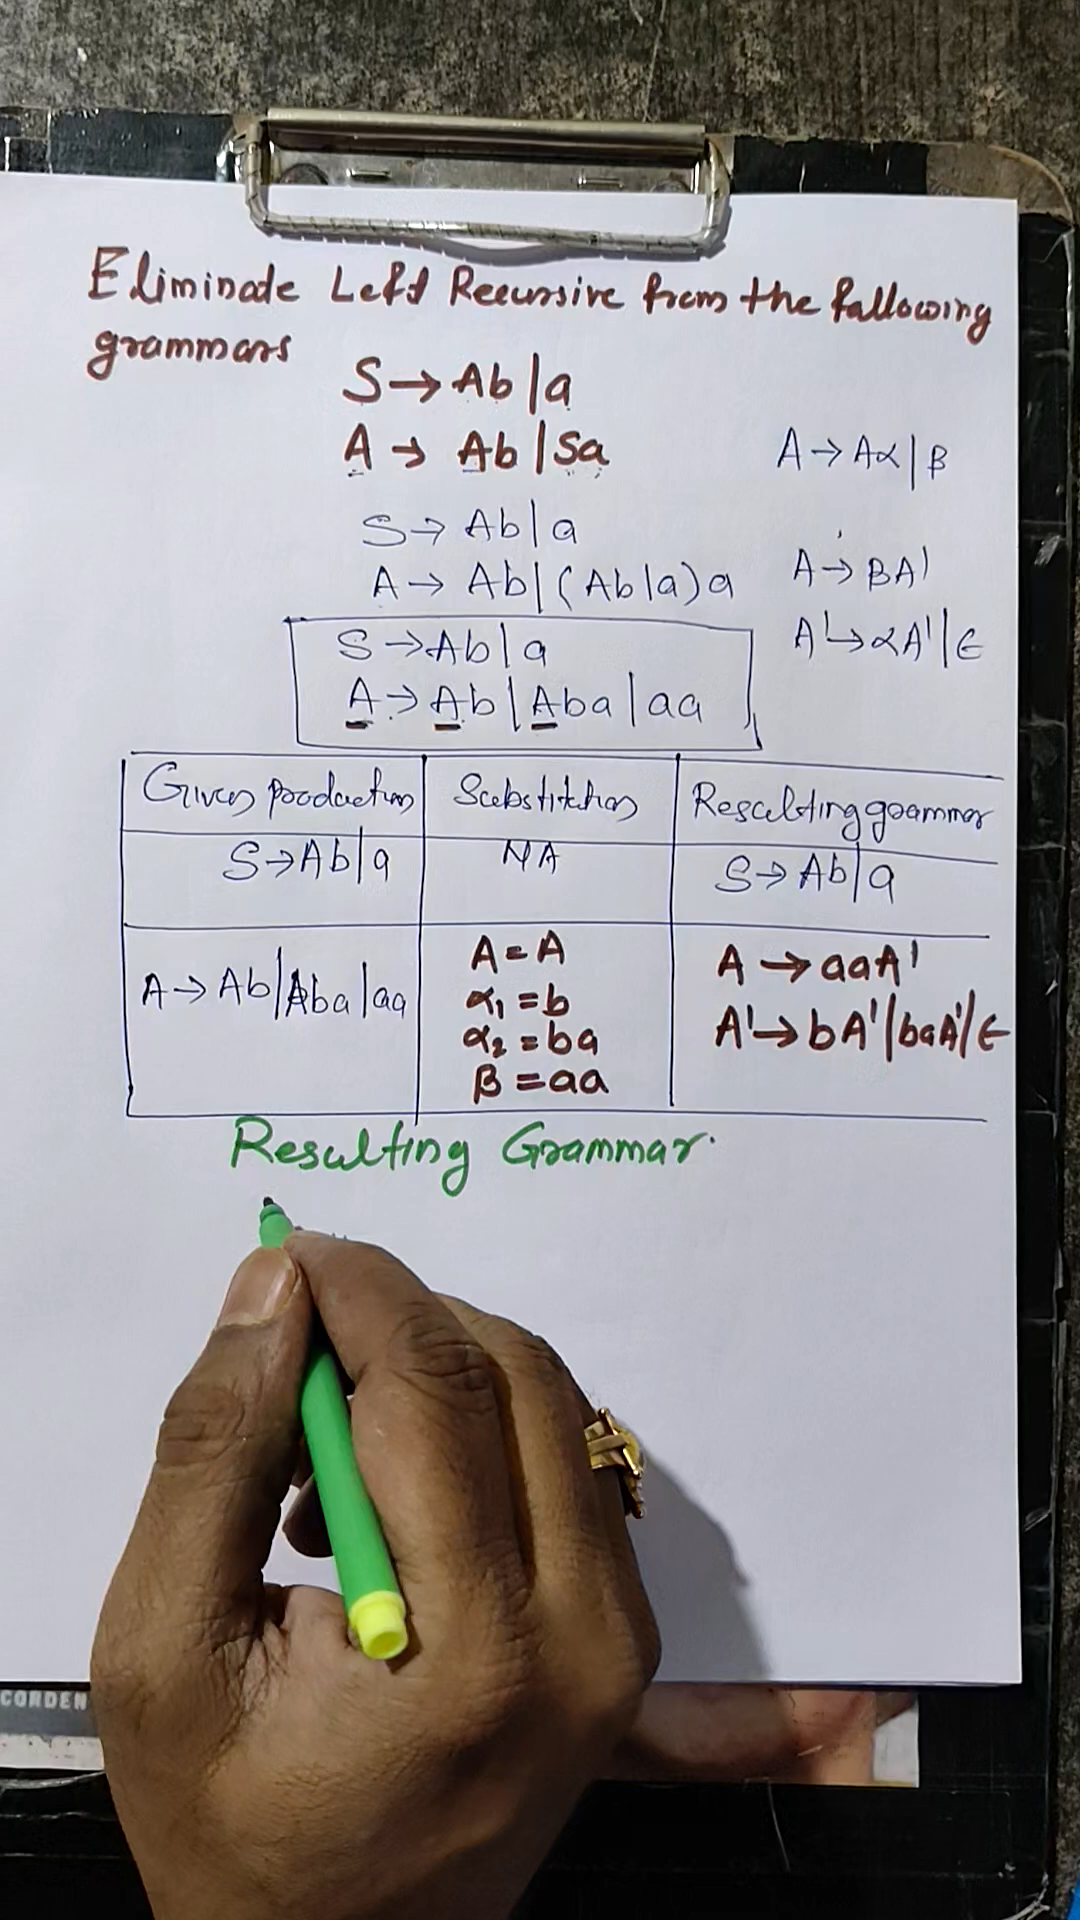 Eliminate Left Recursive from the following
grammars
S → Ab | a
A → Ab | Sa
A → Aα | β
S → Ab | a
A → Ab | (Ab | a) a
A → βA'
A' → αA' | ϵ
S → Ab | a
A → Ab | Aba | aa
Given production | Substitution | Resulting grammar
S → Ab | a
NA
S → Ab | a
A → Ab | Aba | aa
A = A
α₁ = b
α₂ = ba
β = aa
A → aaA'
A' → bA' | baA' | ϵ
Resulting Grammar.
CORDEN